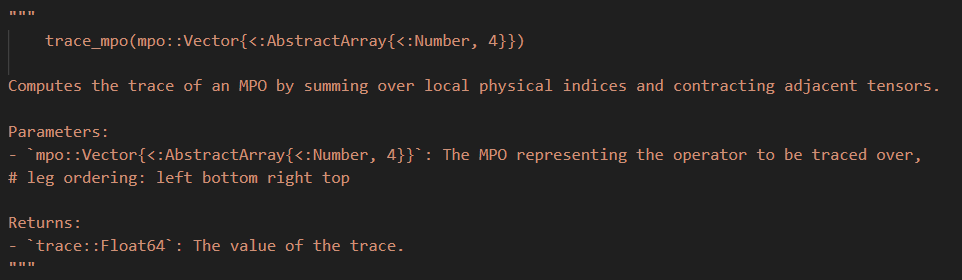 """
    trace_mpo(mpo::Vector{<:AbstractArray{<:Number, 4}})

Computes the trace of an MPO by summing over local physical indices and contracting adjacent tensors.

Parameters:
- `mpo::Vector{<:AbstractArray{<:Number, 4}}`: The MPO representing the operator to be traced over,
# leg ordering: left bottom right top

Returns:
- `trace::Float64`: The value of the trace.
"""